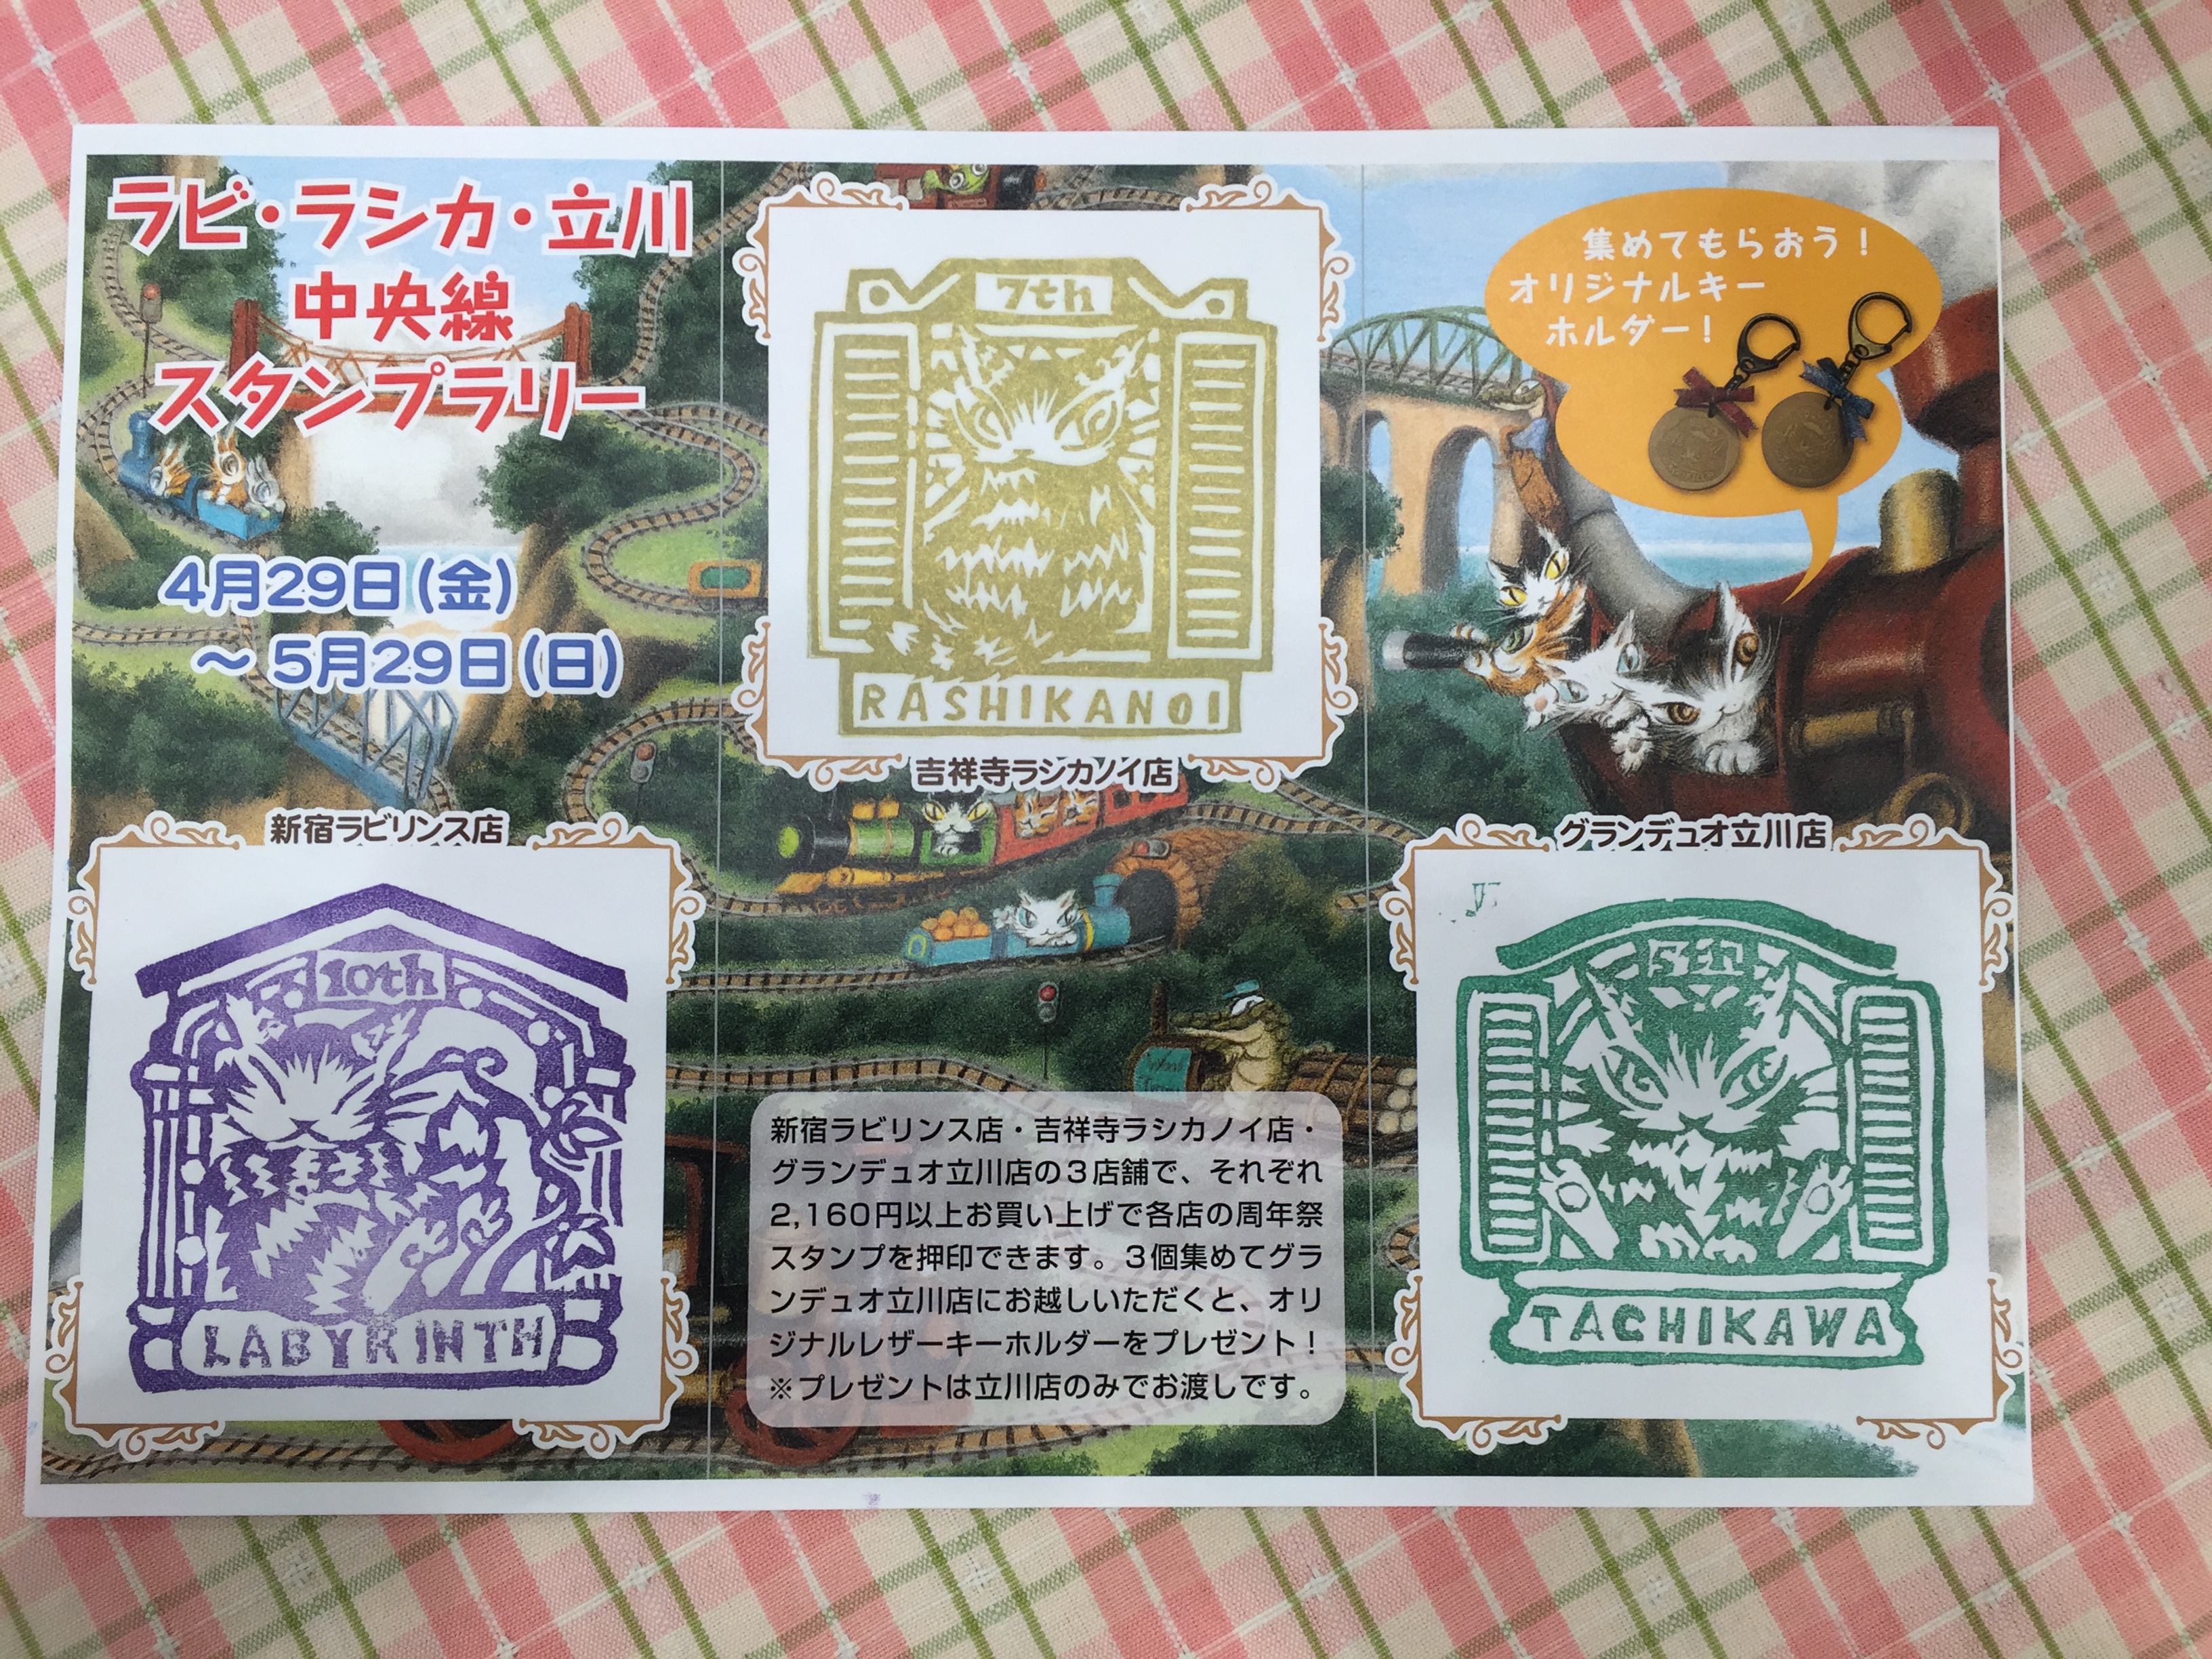 ラビ・ラシカ・立川
中央線
スタンプラリー
4月29日(金)
～5月29日(日)
新宿ラビリンス店
10th
LABYRINTH
7th
RASHIKANOI
吉祥寺ラシカノイ店
新宿ラビリンス店・吉祥寺ラシカノイ店・
グランデュオ立川店の３店舗で、それぞれ
2,160円以上お買い上げで各店の周年祭
スタンプを押印できます。３個集めてグラ
ンデュオ立川店にお越しいただくと、オリ
ジナルレザーキーホルダーをプレゼント！
※プレゼントは立川店のみでお渡しです。
集めてもらおう！
オリジナルキー
ホルダー！
グランデュオ立川店
TACHIKAWA